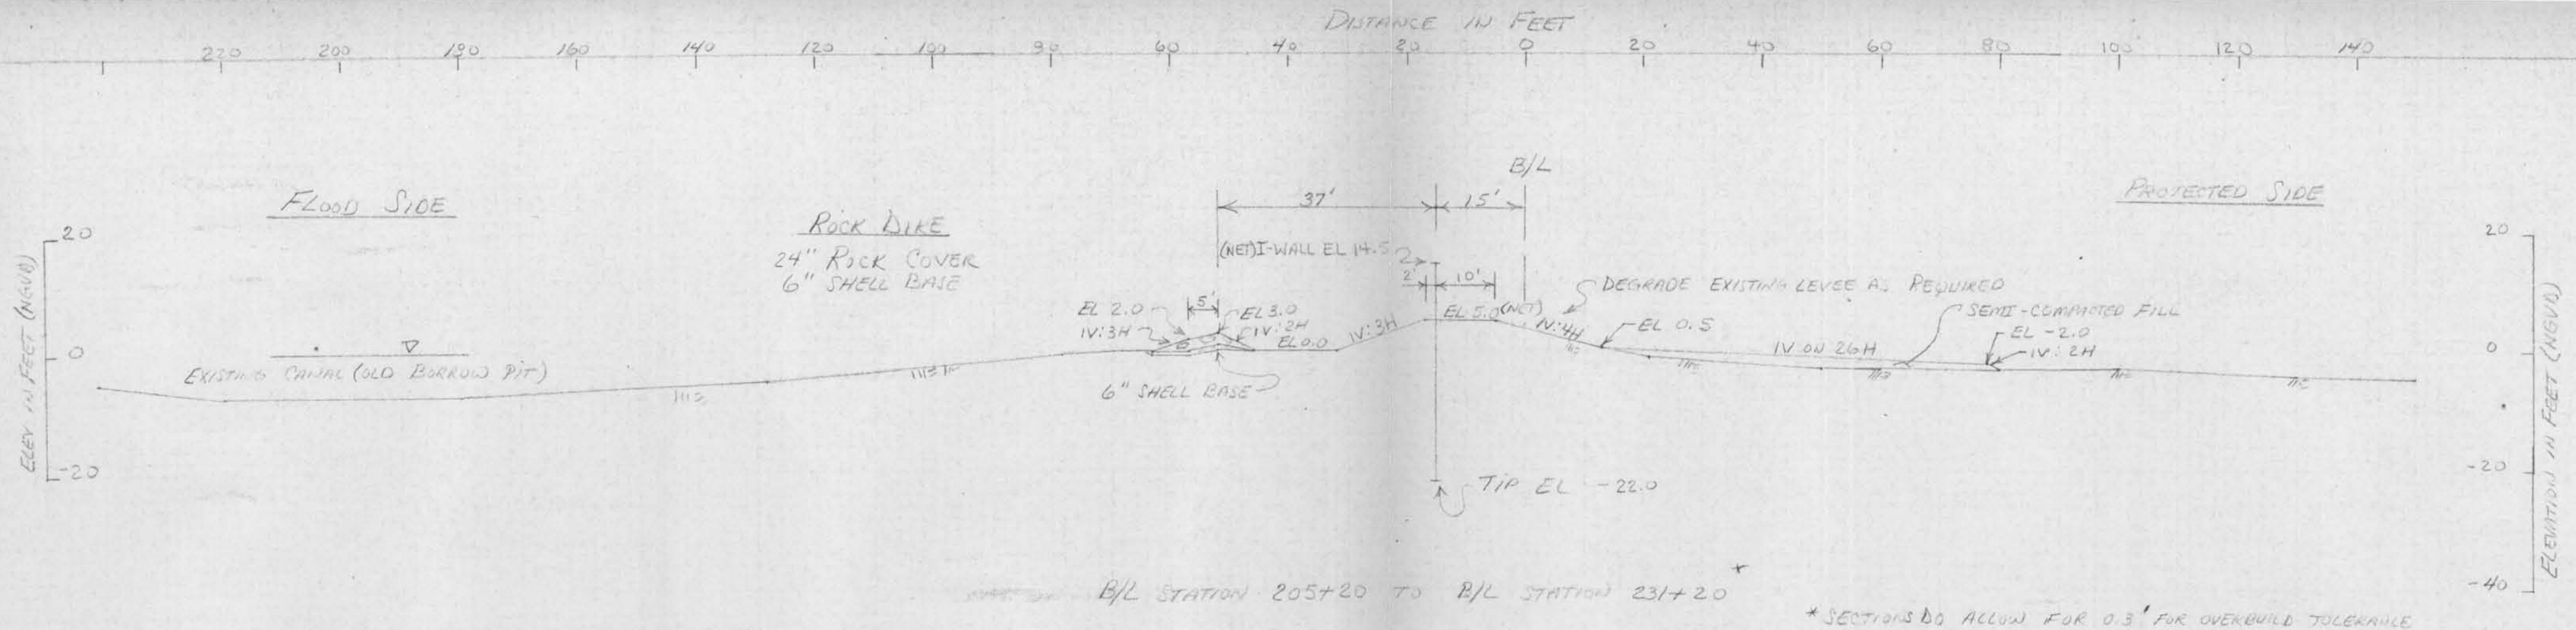 DISTANCE IN FEET
220 200 180 160 140 120 100 80 60 40 20 0 20 40 60 80 100 120 140
B/L
FLOOD SIDE
PROTECTED SIDE
37' 15'
ROCK DIKE
24" ROCK COVER
6" SHELL BASE
(NET) I-WALL EL 14.5
2' 10'
DEGRADE EXISTING LEVEE AS REQUIRED
5'
EL 2.0 EL 3.0
1V:3H 1V:2H
EL 0.0 1V:3H
EL 5.0 (NET)
1V:4H
EL 0.5
SEMI-COMPACTED FILL
EL -2.0
1V:2H
1V ON 26H
EXISTING CANAL (OLD BORROW PIT)
6" SHELL BASE
20
0
-20
ELEV IN FEET (NGVD)
20
0
-20
-40
ELEVATION IN FEET (NGVD)
TIP EL -22.0
B/L STATION 205+20 TO B/L STATION 231+20*
* SECTIONS DO ALLOW FOR 0.3' FOR OVERBUILD TOLERANCE